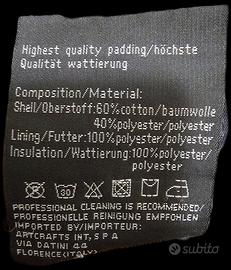 Highest quality padding/höchste
Qualität wattierung
Composition/Material:
Shell/Oberstoff:60%cotton/baumwolle
40%polyester/polyester
Lining/Futter:100%polyester/polyester
Insulation/Wattierung:100%polyester/
polyester
30
PROFESSIONAL CLEANING IS RECOMMENDED/
PROFESSIONELLE REINIGUNG EMPFOHLEN
IMPORTED BY/IMPORTEUR:
ARTCRAFTS INT,S P A
VIA DATINI 44
FLORENCE(ITALY)
subito